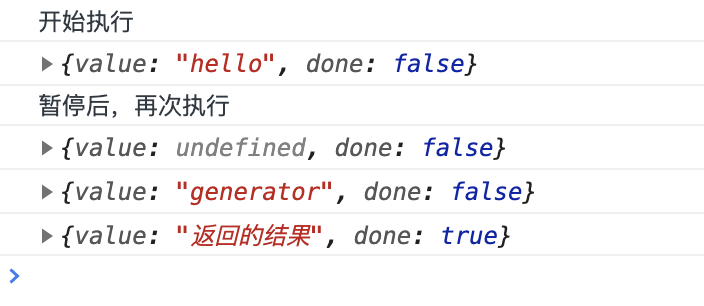 开始执行
{value: "hello", done: false}
暂停后，再次执行
{value: undefined, done: false}
{value: "generator", done: false}
{value: "返回的结果", done: true}